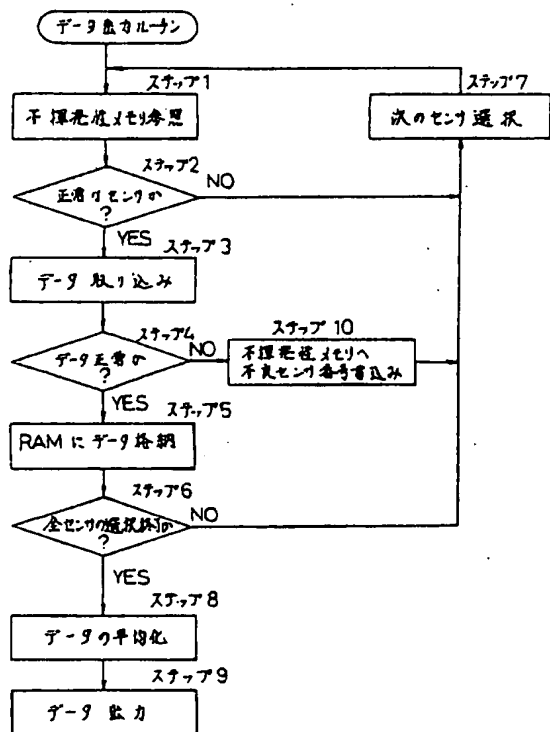 データ出力ルーチン
ステップ1
不揮発性メモリ参照
ステップ7
次のセンサ選択
ステップ2
正常なセンサか
?
NO
YES
ステップ3
データ取り込み
ステップ4
データ正常か
?
NO
ステップ10
不揮発性メモリへ
不良センサ番号書込み
YES
ステップ5
RAMにデータ格納
ステップ6
全センサの選択終了か
?
NO
YES
ステップ8
データの平均化
ステップ9
データ出力